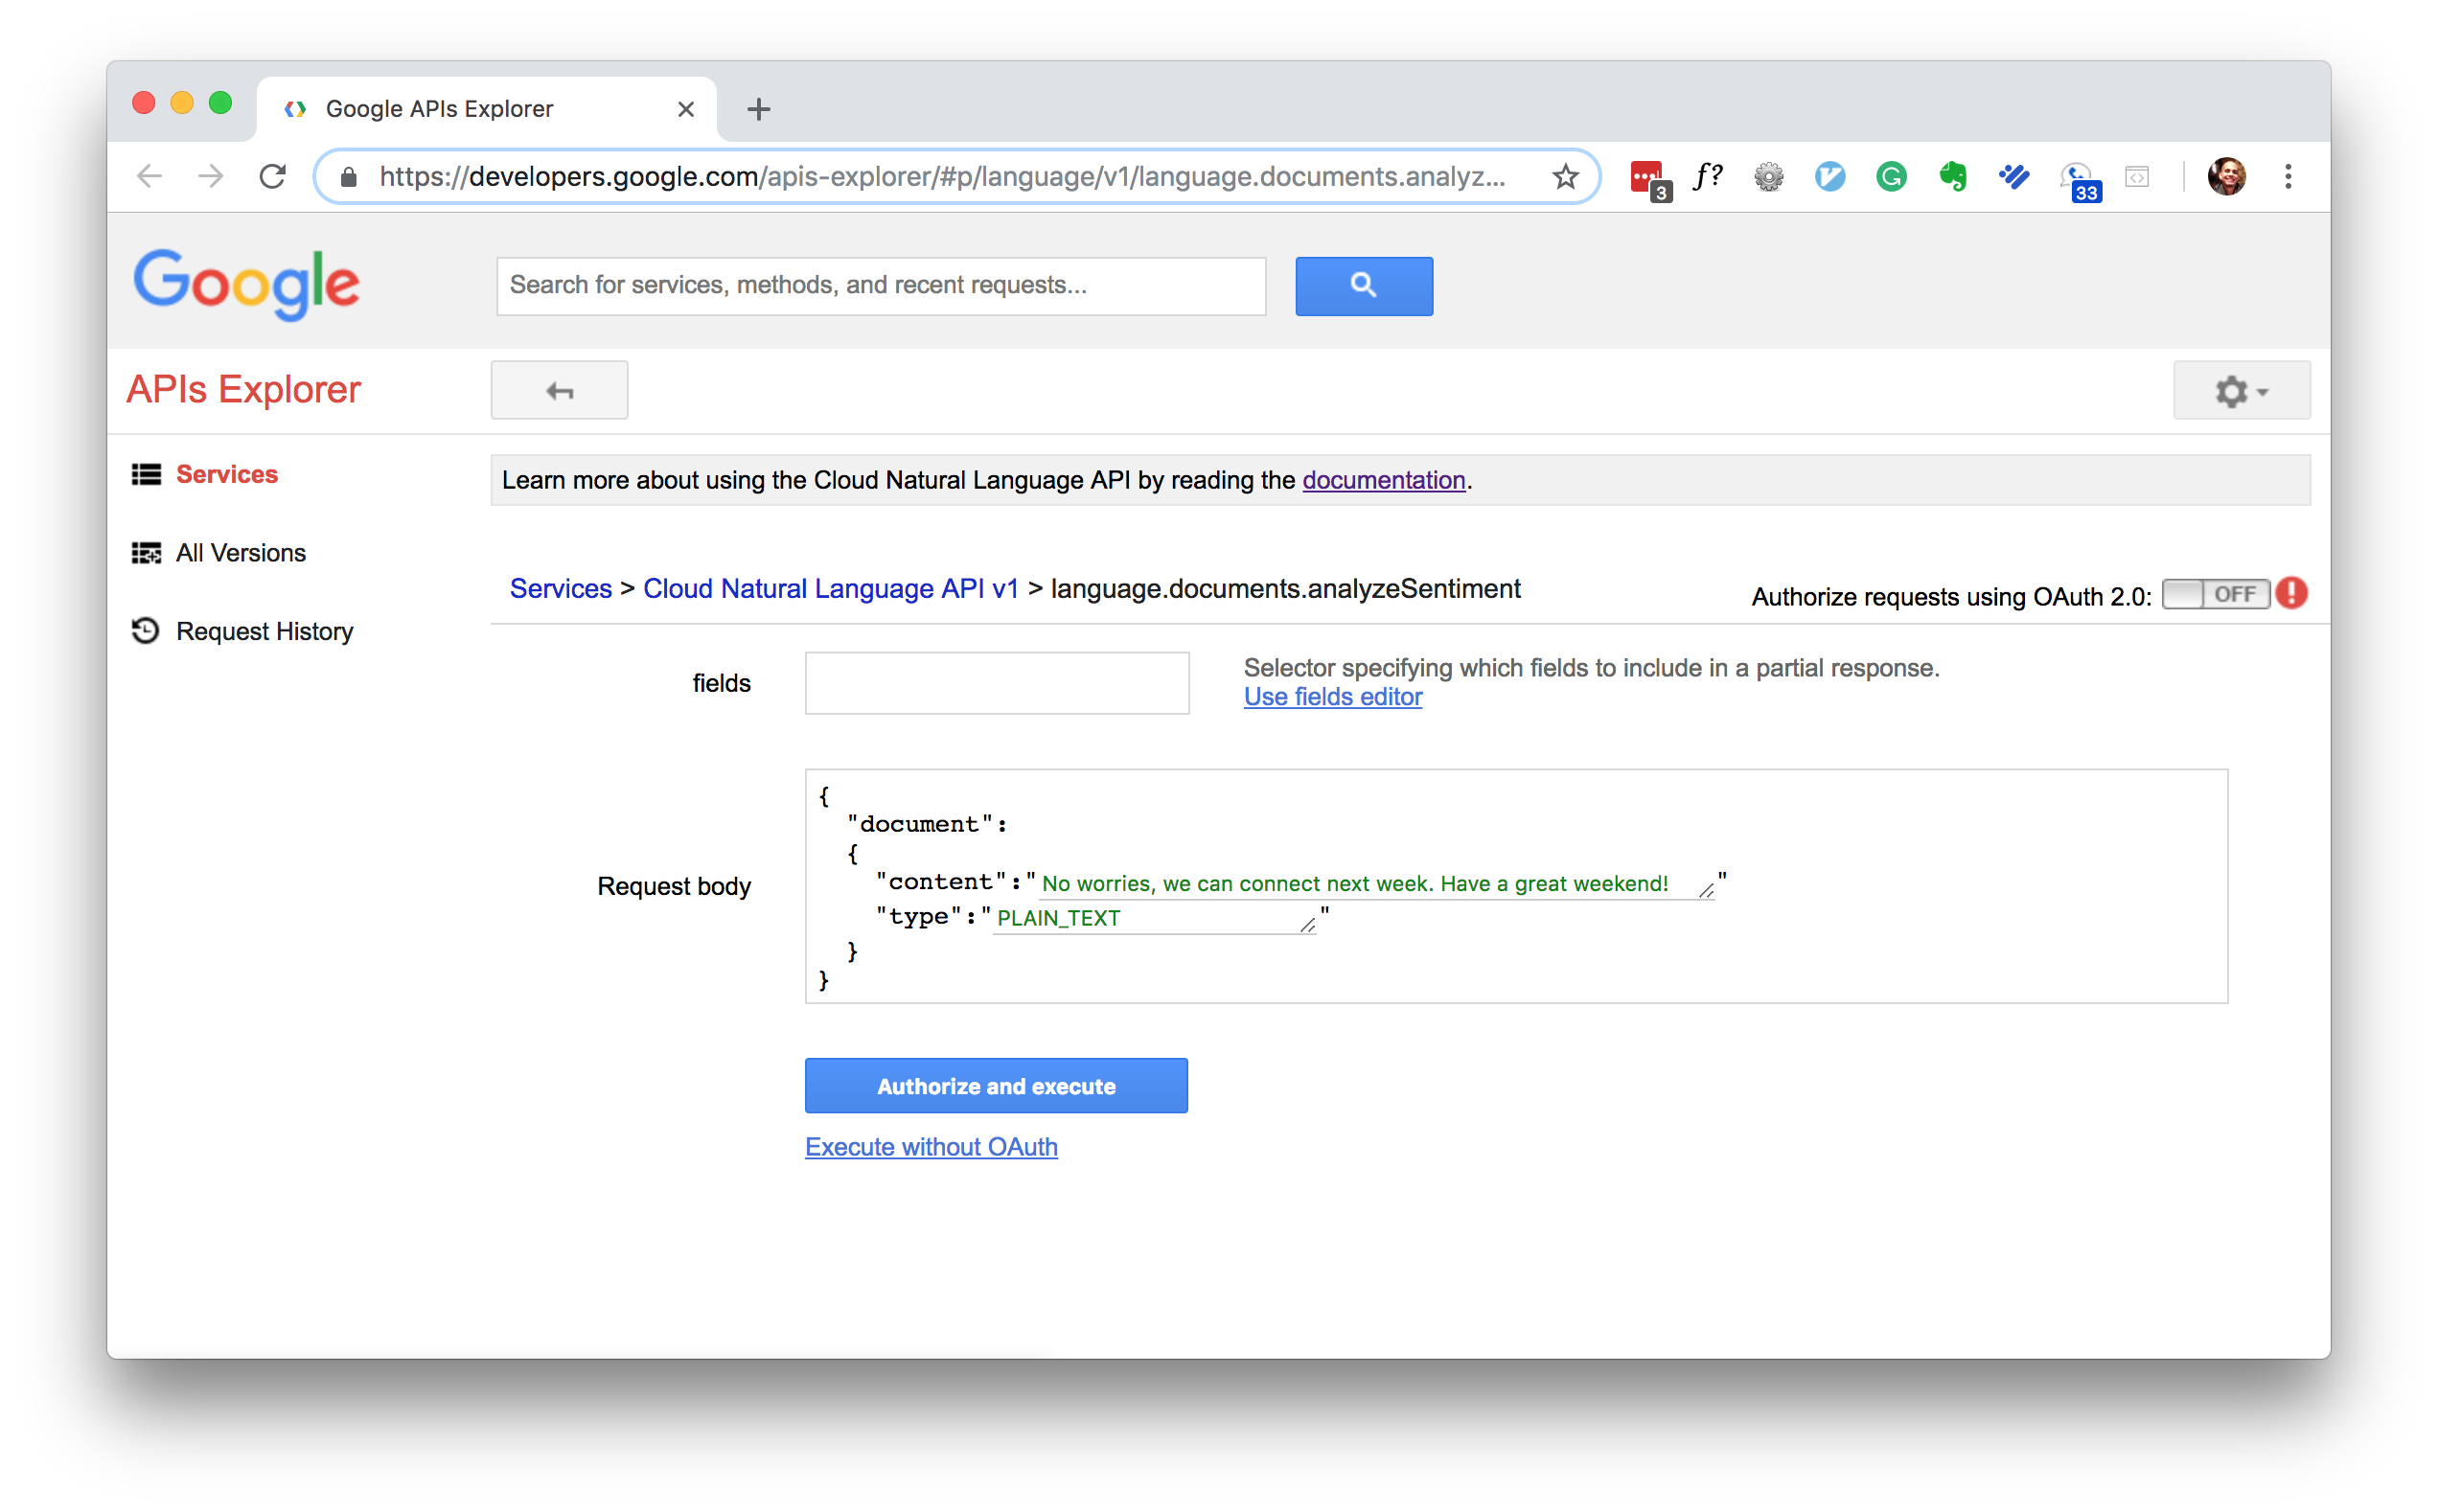 Google APIs Explorer
https://developers.google.com/apis-explorer/#p/language/v1/language.documents.analyz...
3
f?
33
Google
Search for services, methods, and recent requests...
APIs Explorer
Services
Learn more about using the Cloud Natural Language API by reading the documentation.
All Versions
Services > Cloud Natural Language API v1 > language.documents.analyzeSentiment
Authorize requests using OAuth 2.0: OFF
Request History
fields
Selector specifying which fields to include in a partial response.
Use fields editor
Request body
{
"document":
{
"content":"No worries, we can connect next week. Have a great weekend!"
"type":"PLAIN_TEXT"
}
}
Authorize and execute
Execute without OAuth